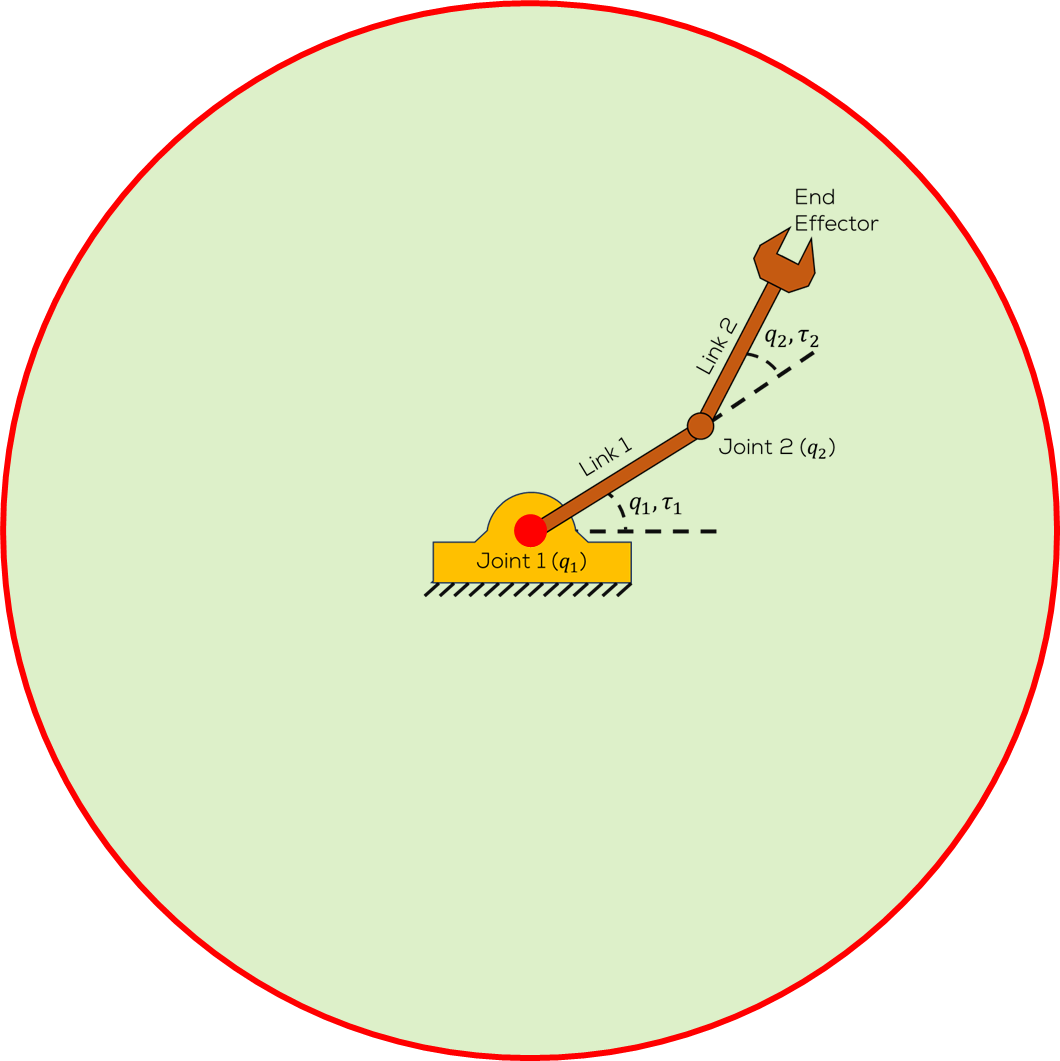 End
Effector
Link 2
q₂, τ₂
Joint 2 (q₂)
Link 1
q₁, τ₁
Joint 1 (q₁)